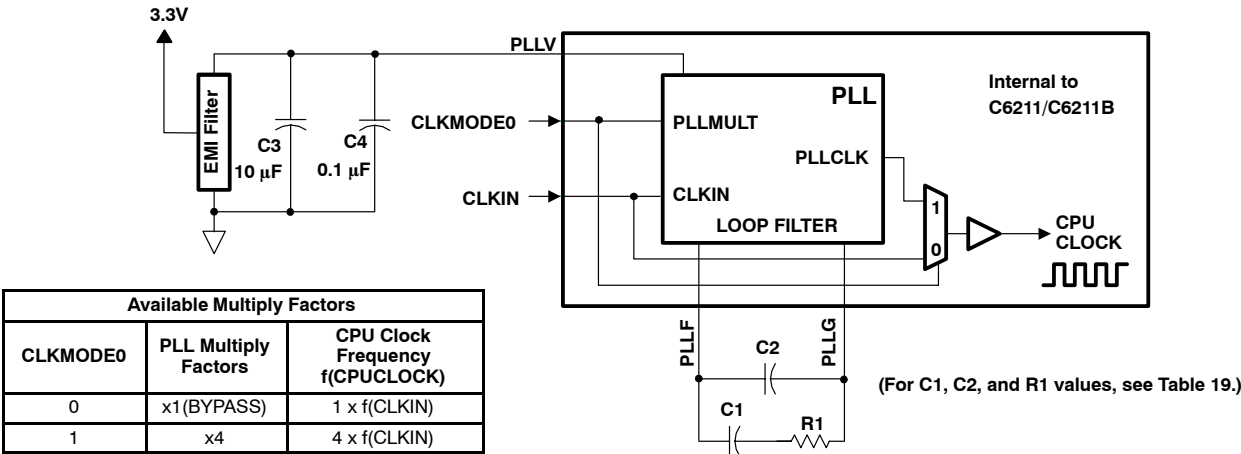 3.3V
PLLV
EMI Filter
C3
10 μF
C4
0.1 μF
CLKMODE0
CLKIN
PLL
PLLMULT
PLLCLK
CLKIN
LOOP FILTER
Internal to
C6211/C6211B
1
0
CPU
CLOCK
Available Multiply Factors
CLKMODE0
PLL Multiply
Factors
CPU Clock
Frequency
f(CPUCLOCK)
0
x1(BYPASS)
1 x f(CLKIN)
1
x4
4 x f(CLKIN)
PLLF
PLLG
C2
C1
R1
(For C1, C2, and R1 values, see Table 19.)